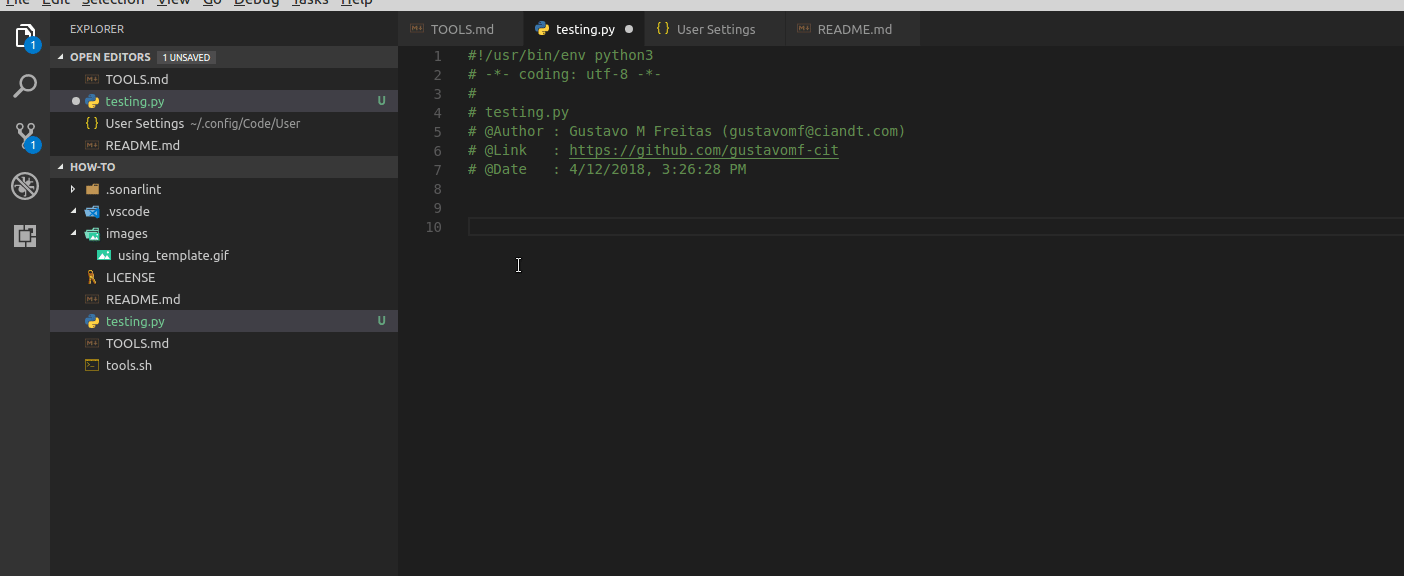 File Edit Selection View Go Debug Tasks Help
EXPLORER
OPEN EDITORS 1 UNSAVED
TOOLS.md
testing.py U
{ } User Settings ~/.config/Code/User
README.md
HOW-TO
.sonarlint
.vscode
images
using_template.gif
LICENSE
README.md
testing.py U
TOOLS.md
tools.sh
1
1
TOOLS.md testing.py { } User Settings README.md
1 #!/usr/bin/env python3
2 # -*- coding: utf-8 -*-
3 #
4 # testing.py
5 # @Author : Gustavo M Freitas (gustavomf@ciandt.com)
6 # @Link   : https://github.com/gustavomf-cit
7 # @Date   : 4/12/2018, 3:26:28 PM
8
9
10